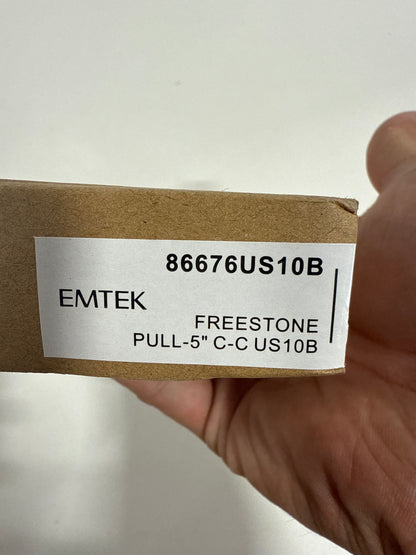 86676US10B
EMTEK
FREESTONE
PULL-5" C-C US10B